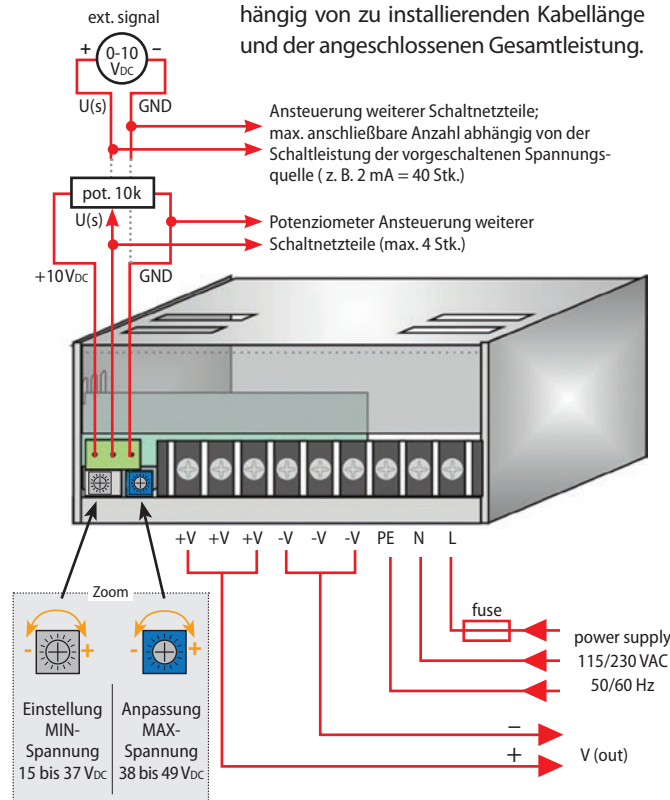 ext. signal
hängig von zu installierenden Kabellänge
und der angeschlossenen Gesamtleistung.
+ 0-10 –
VDC
U(s) GND
Ansteuerung weiterer Schaltnetzteile;
max. anschließbare Anzahl abhängig von der
Schaltleistung der vorgeschalten Spannungs-
quelle ( z. B. 2 mA = 40 Stk.)
pot. 10k
U(s)
Potenziometer Ansteuerung weiterer
Schaltnetzteile (max. 4 Stk.)
+10 VDC GND
+V +V +V -V -V -V PE N L
Zoom
- + - +
Einstellung
MIN-
Spannung
15 bis 37 VDC
Anpassung
MAX-
Spannung
38 bis 49 VDC
fuse
power supply
115/230 VAC
50/60 Hz
–
+ V (out)